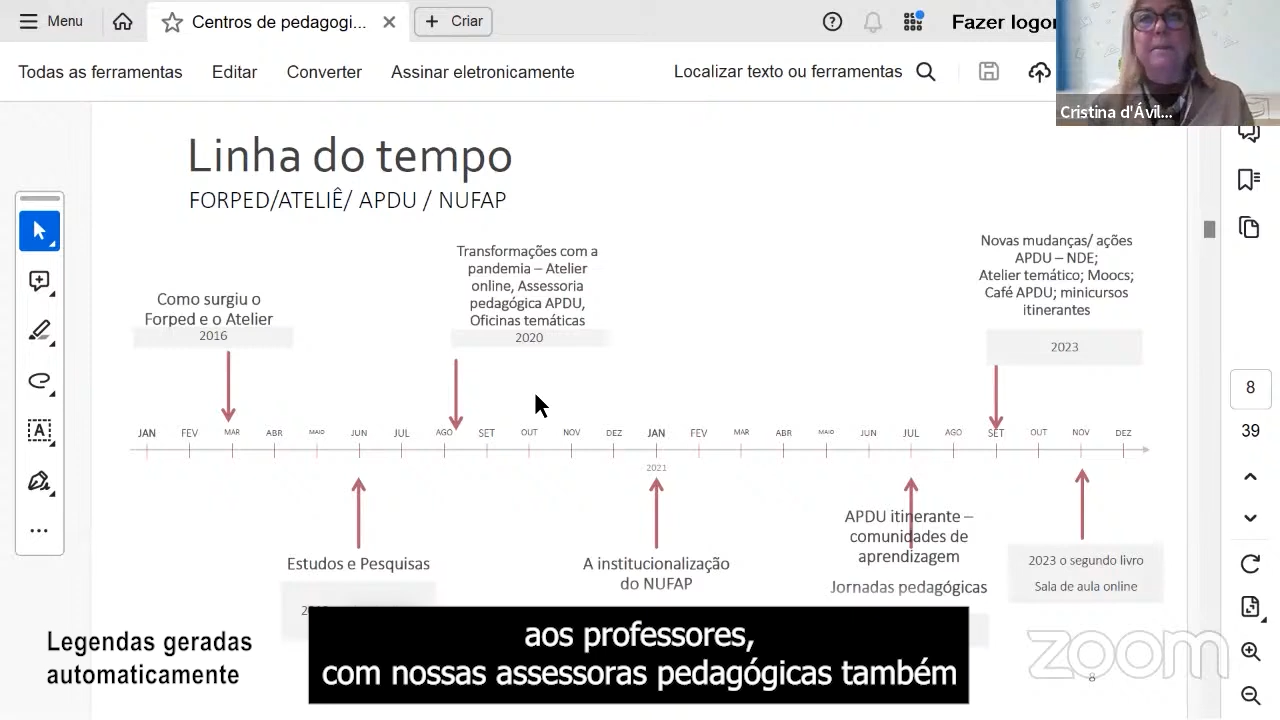 Menu
Centros de pedagogi...
Criar
Fazer logon
Todas as ferramentas
Editar
Converter
Assinar eletronicamente
Localizar texto ou ferramentas
Cristina d'Ávil...
Linha do tempo
FORPED/ATELIÊ/ APDU / NUFAP
Como surgiu o
Forped e o Atelier
2016
Transformações com a
pandemia – Atelier
online, Assessoria
pedagógica APDU,
Oficinas temáticas
2020
Novas mudanças/ ações
APDU – NDE;
Atelier temático; Moocs;
Café APDU; minicursos
itinerantes
2023
8
39
JAN FEV MAR ABR MAIO JUN JUL AGO SET OUT NOV DEZ JAN FEV MAR ABR MAIO JUN JUL AGO SET OUT NOV DEZ
2021
Estudos e Pesquisas
A institucionalização
do NUFAP
APDU itinerante –
comunidades de
aprendizagem
Jornadas pedagógicas
2023 o segundo livro
Sala de aula online
Legendas geradas
automaticamente
aos professores,
com nossas assessoras pedagógicas também
zoom
8